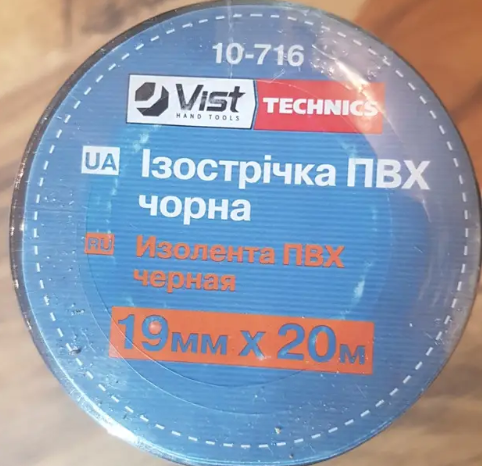 10-716
Vist TECHNICS
HAND TOOLS
UA Ізострічка ПВХ
чорна
RU Изолента ПВХ
черная
19мм х 20м